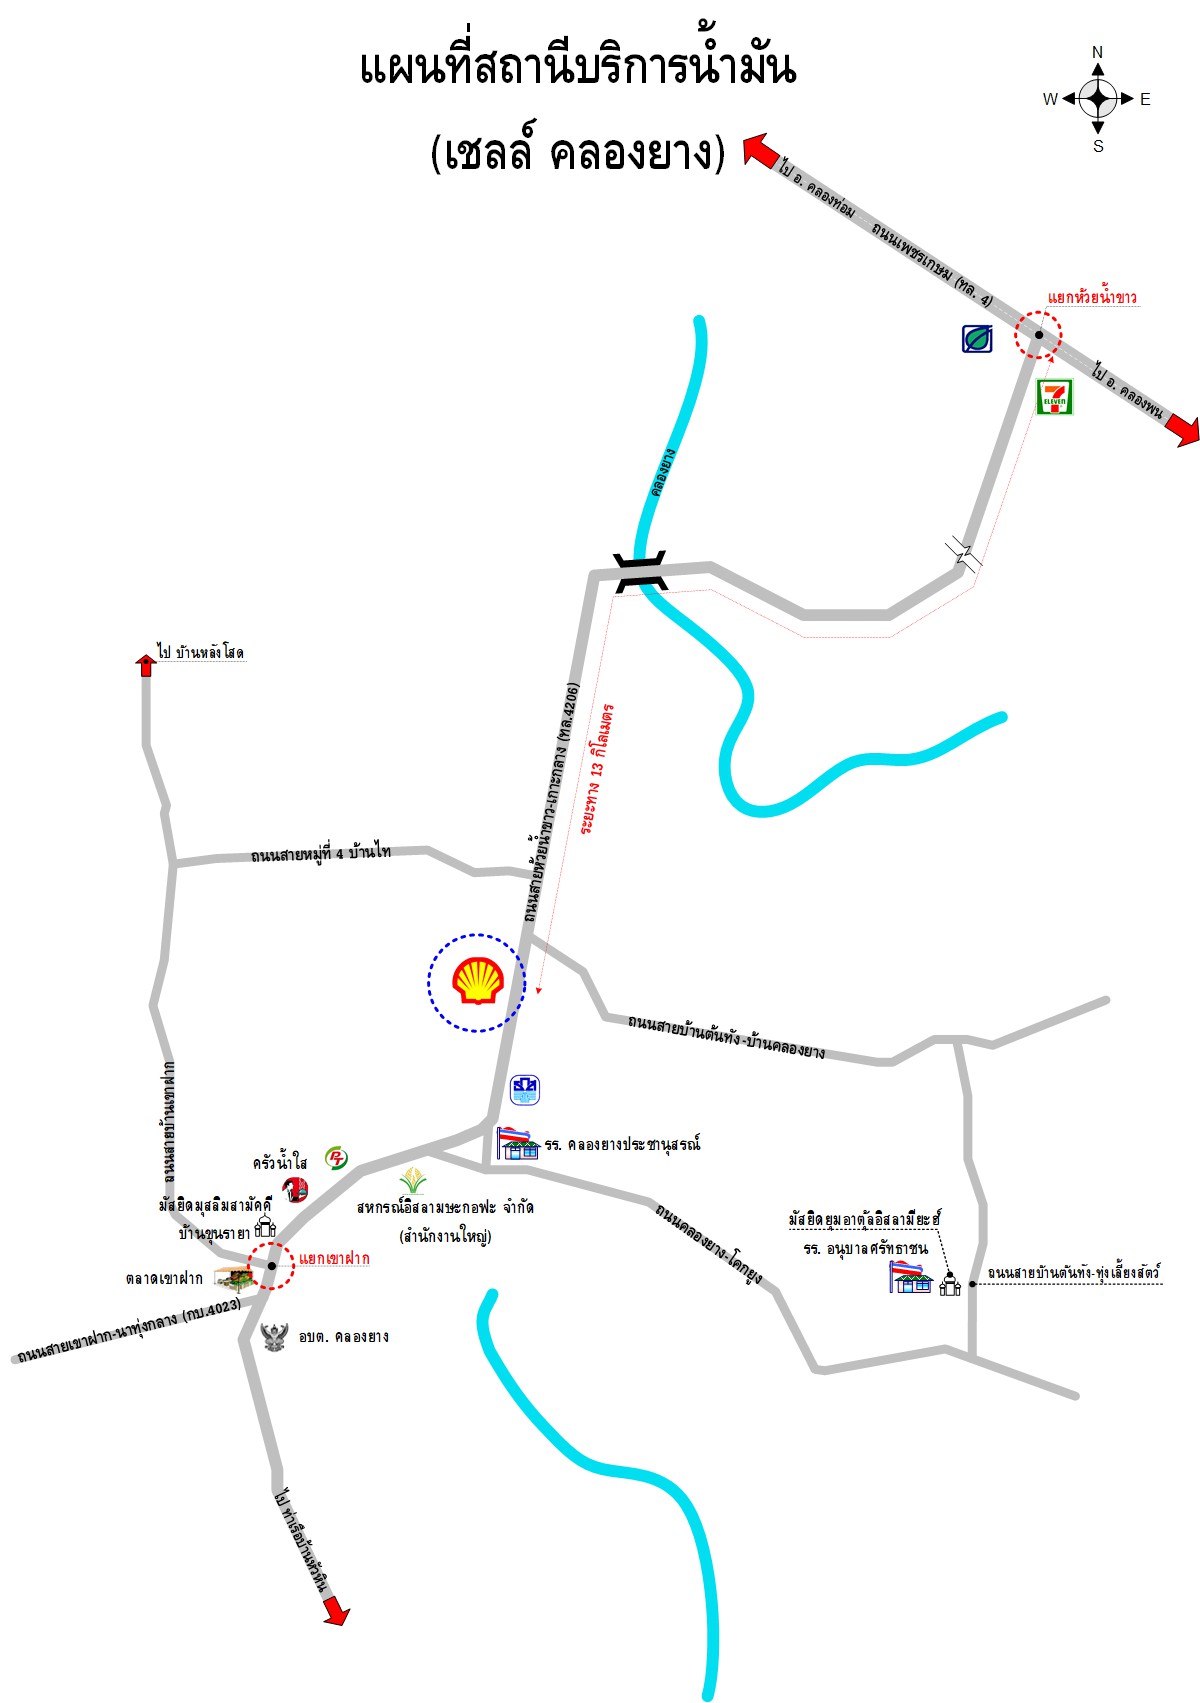 แผนที่สถานีบริการน้ำมัน
(เชลล์ คลองยาง)
N
W
E
S
ไป อ. คลองท่อม
ถนนเพชรเกษม (ทล. 4)
แยกห้วยน้ำขาว
ไป อ. คลองพน
7
ELEVEN
คลองยาง
ไป บ้านหลังโสด
ถนนสายห้วยน้ำขาว-เกาะกลาง (ทล.4206)
ระยะทาง 13 กิโลเมตร
ถนนสายหมู่ที่ 4 บ้านไท
ถนนสายบ้านต้นทัง-บ้านคลองยาง
ถนนสายบ้านเขาฝาก
รร. คลองยางประชานุสรณ์
PT
ครัวน้ำใส
มัสยิดมุสลิมสามัคคี
บ้านขุนรายา
สหกรณ์อิสลามษะกอฟะ จำกัด
(สำนักงานใหญ่)
แยกเขาฝาก
ตลาดเขาฝาก
ถนนสายเขาฝาก-นาทุ่งกลาง (กบ.4023)
อบต. คลองยาง
ถนนคลองยาง-โคกยูง
มัสยิดยุมอาตุ้ลอิสลามียะฮ์
รร. อนุบาลศรัทธาชน
ถนนสายบ้านต้นทัง-ทุ่งเลี้ยงสัตว์
ไป ท่าเรือบ้านหัวหิน